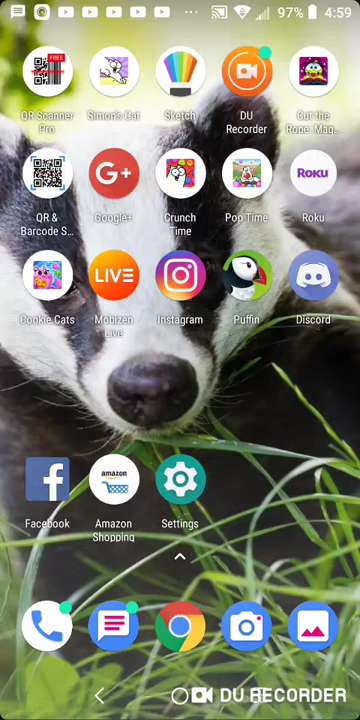 97% 4:59
FREE
QR Scanner Pro
Simon's Cat
Sketch
DU Recorder
Cut the Rope: Mag...
G+
Roku
QR & Barcode S...
Google+
Crunch Time
Pop Time
Roku
LIVE
Cookie Cats
Mobizen Live
Instagram
Puffin
Discord
amazon
Facebook
Amazon Shopping
Settings
DU RECORDER